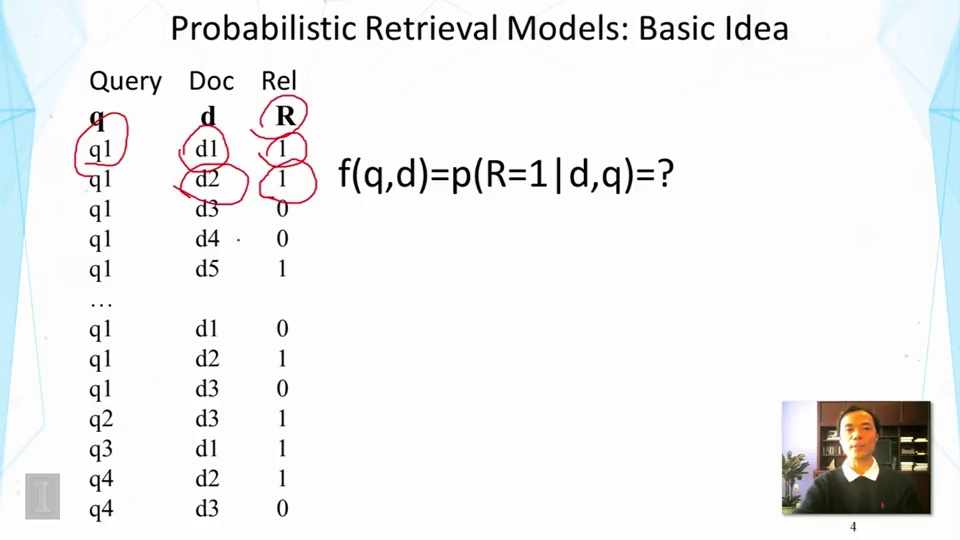 Probabilistic Retrieval Models: Basic Idea
Query Doc Rel
q d R
q1 d1 1
q1 d2 1
q1 d3 0
q1 d4 0
q1 d5 1
…
q1 d1 0
q1 d2 1
q1 d3 0
q2 d3 1
q3 d1 1
q4 d2 1
q4 d3 0
f(q,d)=p(R=1|d,q)=?
I
4